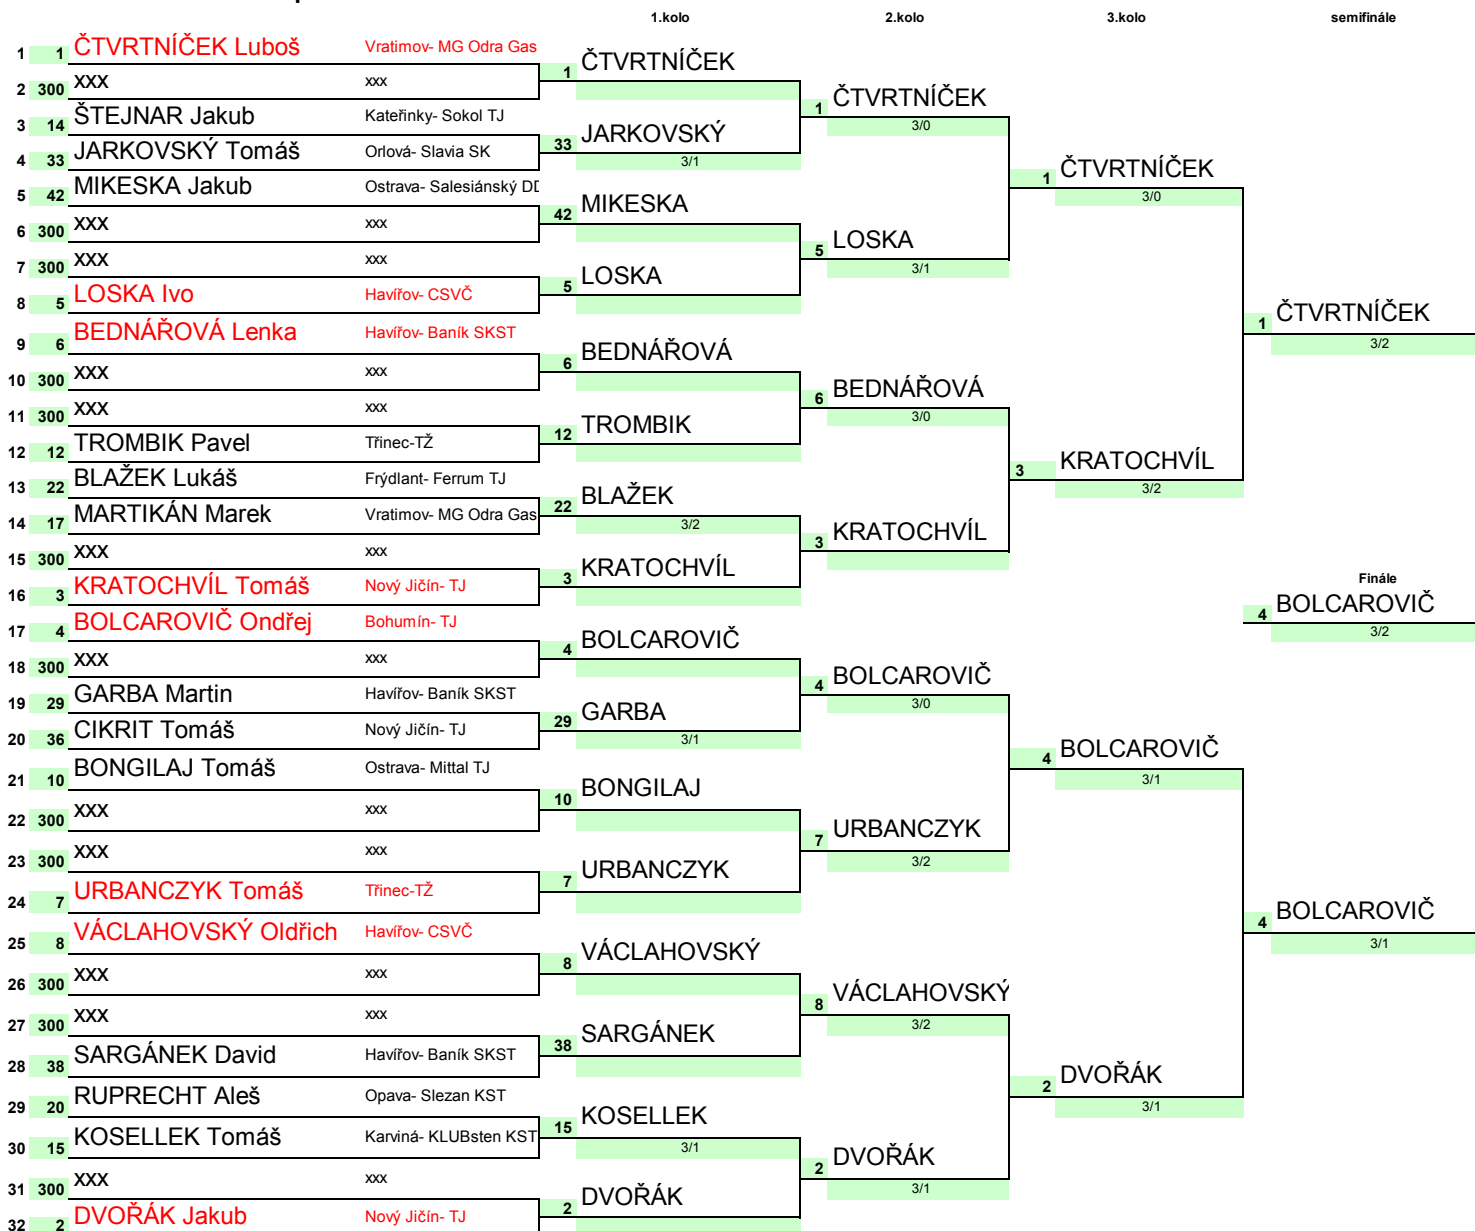 1.kolo 2.kolo 3.kolo semifinále
1 1 ČTVRTNÍČEK Luboš Vratimov- MG Odra Gas
1 ČTVRTNÍČEK
2 300 xxx xxx
1 ČTVRTNÍČEK
3/0
3 14 ŠTEJNAR Jakub Kateřinky- Sokol TJ
33 JARKOVSKÝ
3/1
4 33 JARKOVSKÝ Tomáš Orlová- Slavia SK
1 ČTVRTNÍČEK
3/0
5 42 MIKESKA Jakub Ostrava- Salesiánský DD
42 MIKESKA
6 300 xxx xxx
5 LOSKA
3/1
7 300 xxx xxx
5 LOSKA
8 5 LOSKA Ivo Havířov- CSVČ
1 ČTVRTNÍČEK
3/2
9 6 BEDNÁŘOVÁ Lenka Havířov- Baník SKST
6 BEDNÁŘOVÁ
10 300 xxx xxx
6 BEDNÁŘOVÁ
3/0
11 300 xxx xxx
12 TROMBIK
12 12 TROMBIK Pavel Třinec-TŽ
3 KRATOCHVÍL
3/2
13 22 BLAŽEK Lukáš Frýdlant- Ferrum TJ
22 BLAŽEK
3/2
14 17 MARTIKÁN Marek Vratimov- MG Odra Gas
3 KRATOCHVÍL
15 300 xxx xxx
3 KRATOCHVÍL
16 3 KRATOCHVÍL Tomáš Nový Jičín- TJ
Finále
4 BOLCAROVIČ
3/2
17 4 BOLCAROVIČ Ondřej Bohumín- TJ
4 BOLCAROVIČ
18 300 xxx xxx
4 BOLCAROVIČ
3/0
19 29 GARBA Martin Havířov- Baník SKST
29 GARBA
3/1
20 36 CIKRIT Tomáš Nový Jičín- TJ
4 BOLCAROVIČ
3/1
21 10 BONGILAJ Tomáš Ostrava- Mittal TJ
10 BONGILAJ
22 300 xxx xxx
7 URBANCZYK
3/2
23 300 xxx xxx
7 URBANCZYK
24 7 URBANCZYK Tomáš Třinec-TŽ
4 BOLCAROVIČ
3/1
25 8 VÁCLAHOVSKÝ Oldřich Havířov- CSVČ
8 VÁCLAHOVSKÝ
26 300 xxx xxx
8 VÁCLAHOVSKÝ
3/2
27 300 xxx xxx
38 SARGÁNEK
28 38 SARGÁNEK David Havířov- Baník SKST
2 DVOŘÁK
3/1
29 20 RUPRECHT Aleš Opava- Slezan KST
15 KOSELLEK
3/1
30 15 KOSELLEK Tomáš Karviná- KLUBsten KST
2 DVOŘÁK
3/1
31 300 xxx xxx
2 DVOŘÁK
32 2 DVOŘÁK Jakub Nový Jičín- TJ